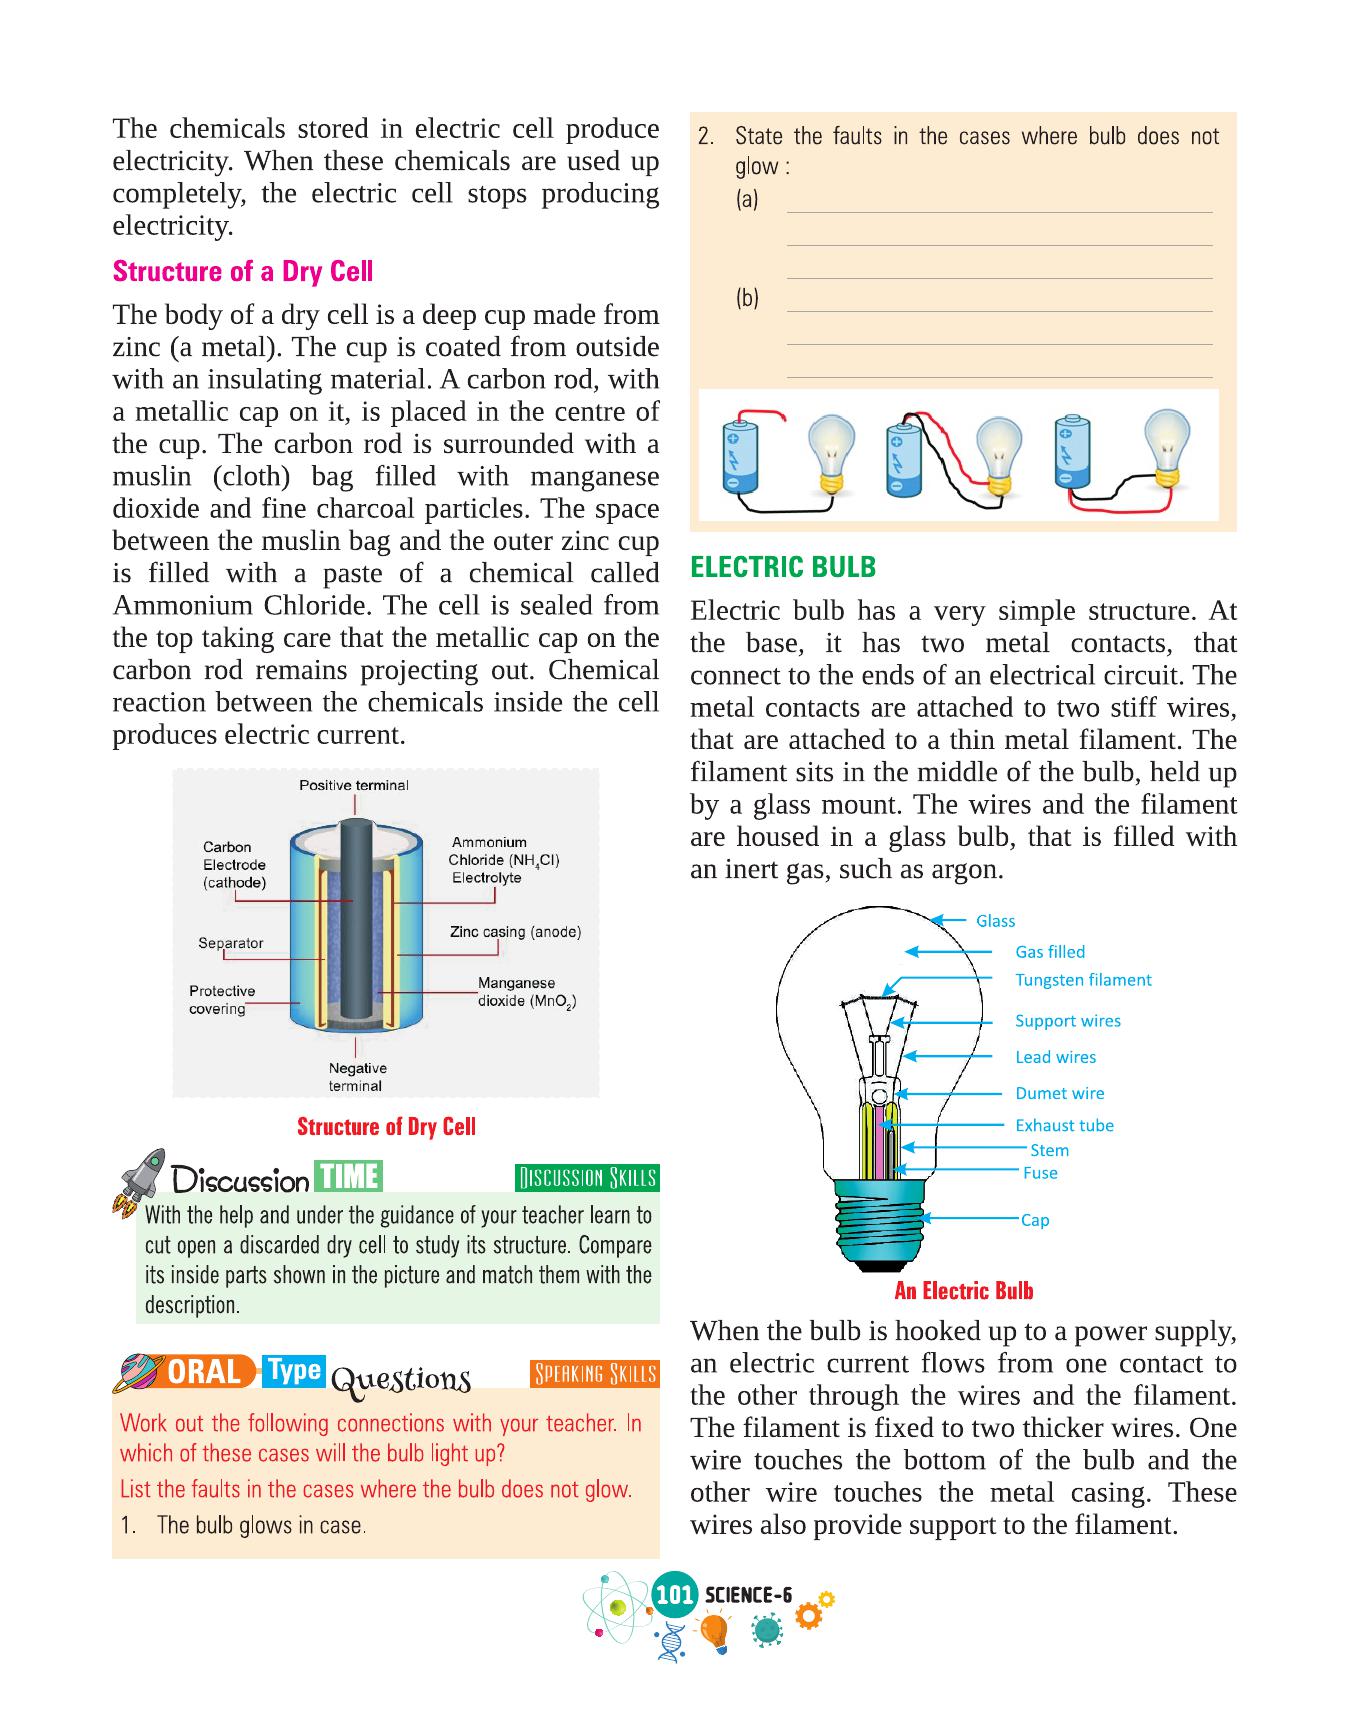 The chemicals stored in electric cell produce
electricity. When these chemicals are used up
completely, the electric cell stops producing
electricity.
Structure of a Dry Cell
The body of a dry cell is a deep cup made from
zinc (a metal). The cup is coated from outside
with an insulating material. A carbon rod, with
a metallic cap on it, is placed in the centre of
the cup. The carbon rod is surrounded with a
muslin (cloth) bag filled with manganese
dioxide and fine charcoal particles. The space
between the muslin bag and the outer zinc cup
is filled with a paste of a chemical called
Ammonium Chloride. The cell is sealed from
the top taking care that the metallic cap on the
carbon rod remains projecting out. Chemical
reaction between the chemicals inside the cell
produces electric current.
Positive terminal
Carbon
Electrode
(cathode)
Separator
Protective
covering
Ammonium
Chloride (NH4Cl)
Electrolyte
Zinc casing (anode)
Manganese
dioxide (MnO2)
Negative
terminal
Structure of Dry Cell
Discussion TIME
DISCUSSION SKILLS
With the help and under the guidance of your teacher learn to
cut open a discarded dry cell to study its structure. Compare
its inside parts shown in the picture and match them with the
description.
ORAL Type Questions
SPEAKING SKILLS
Work out the following connections with your teacher. In
which of these cases will the bulb light up?
List the faults in the cases where the bulb does not glow.
1. The bulb glows in case.
2. State the faults in the cases where bulb does not
glow :
(a)
(b)
+ + +
– – –
ELECTRIC BULB
Electric bulb has a very simple structure. At
the base, it has two metal contacts, that
connect to the ends of an electrical circuit. The
metal contacts are attached to two stiff wires,
that are attached to a thin metal filament. The
filament sits in the middle of the bulb, held up
by a glass mount. The wires and the filament
are housed in a glass bulb, that is filled with
an inert gas, such as argon.
Glass
Gas filled
Tungsten filament
Support wires
Lead wires
Dumet wire
Exhaust tube
Stem
Fuse
Cap
An Electric Bulb
When the bulb is hooked up to a power supply,
an electric current flows from one contact to
the other through the wires and the filament.
The filament is fixed to two thicker wires. One
wire touches the bottom of the bulb and the
other wire touches the metal casing. These
wires also provide support to the filament.
101 SCIENCE-6